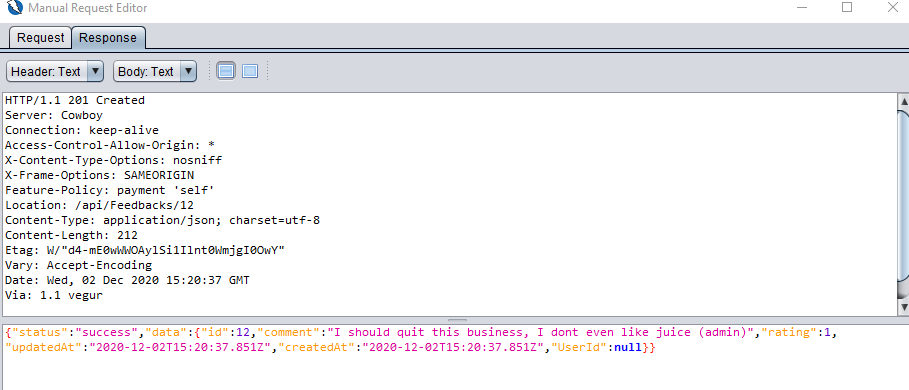 Manual Request Editor
Request Response
Header: Text Body: Text
HTTP/1.1 201 Created
Server: Cowboy
Connection: keep-alive
Access-Control-Allow-Origin: *
X-Content-Type-Options: nosniff
X-Frame-Options: SAMEORIGIN
Feature-Policy: payment 'self'
Location: /api/Feedbacks/12
Content-Type: application/json; charset=utf-8
Content-Length: 212
Etag: W/"d4-mE0wWWOAylSi1Ilnt0WmjgI0OwY"
Vary: Accept-Encoding
Date: Wed, 02 Dec 2020 15:20:37 GMT
Via: 1.1 vegur
{"status":"success","data":{"id":12,"comment":"I should quit this business, I dont even like juice (admin)","rating":1,
"updatedAt":"2020-12-02T15:20:37.851Z","createdAt":"2020-12-02T15:20:37.851Z","UserId":null}}